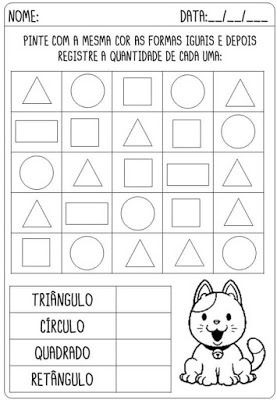 NOME: DATA:__/__/___
PINTE COM A MESMA COR AS FORMAS IGUAIS E DEPOIS
REGISTRE A QUANTIDADE DE CADA UMA:
TRIÂNGULO
CÍRCULO
QUADRADO
RETÂNGULO